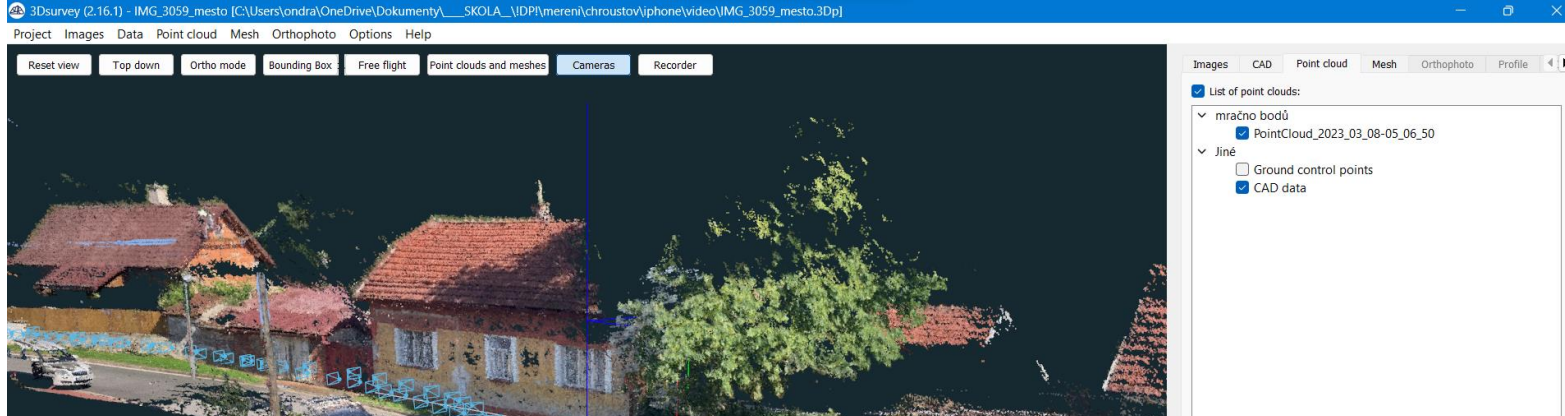 3Dsurvey (2.16.1) - IMG_3059_mesto [C:\Users\ondra\OneDrive\Dokumenty\____SKOLA__\!DP!\mereni\chroustov\iphone\video\IMG_3059_mesto.3Dp]
Project Images Data Point cloud Mesh Orthophoto Options Help
Reset view Top down Ortho mode Bounding Box Free flight Point clouds and meshes Cameras Recorder
Images CAD Point cloud Mesh Orthophoto Profile
List of point clouds:
mračno bodů
PointCloud_2023_03_08-05_06_50
Jiné
Ground control points
CAD data